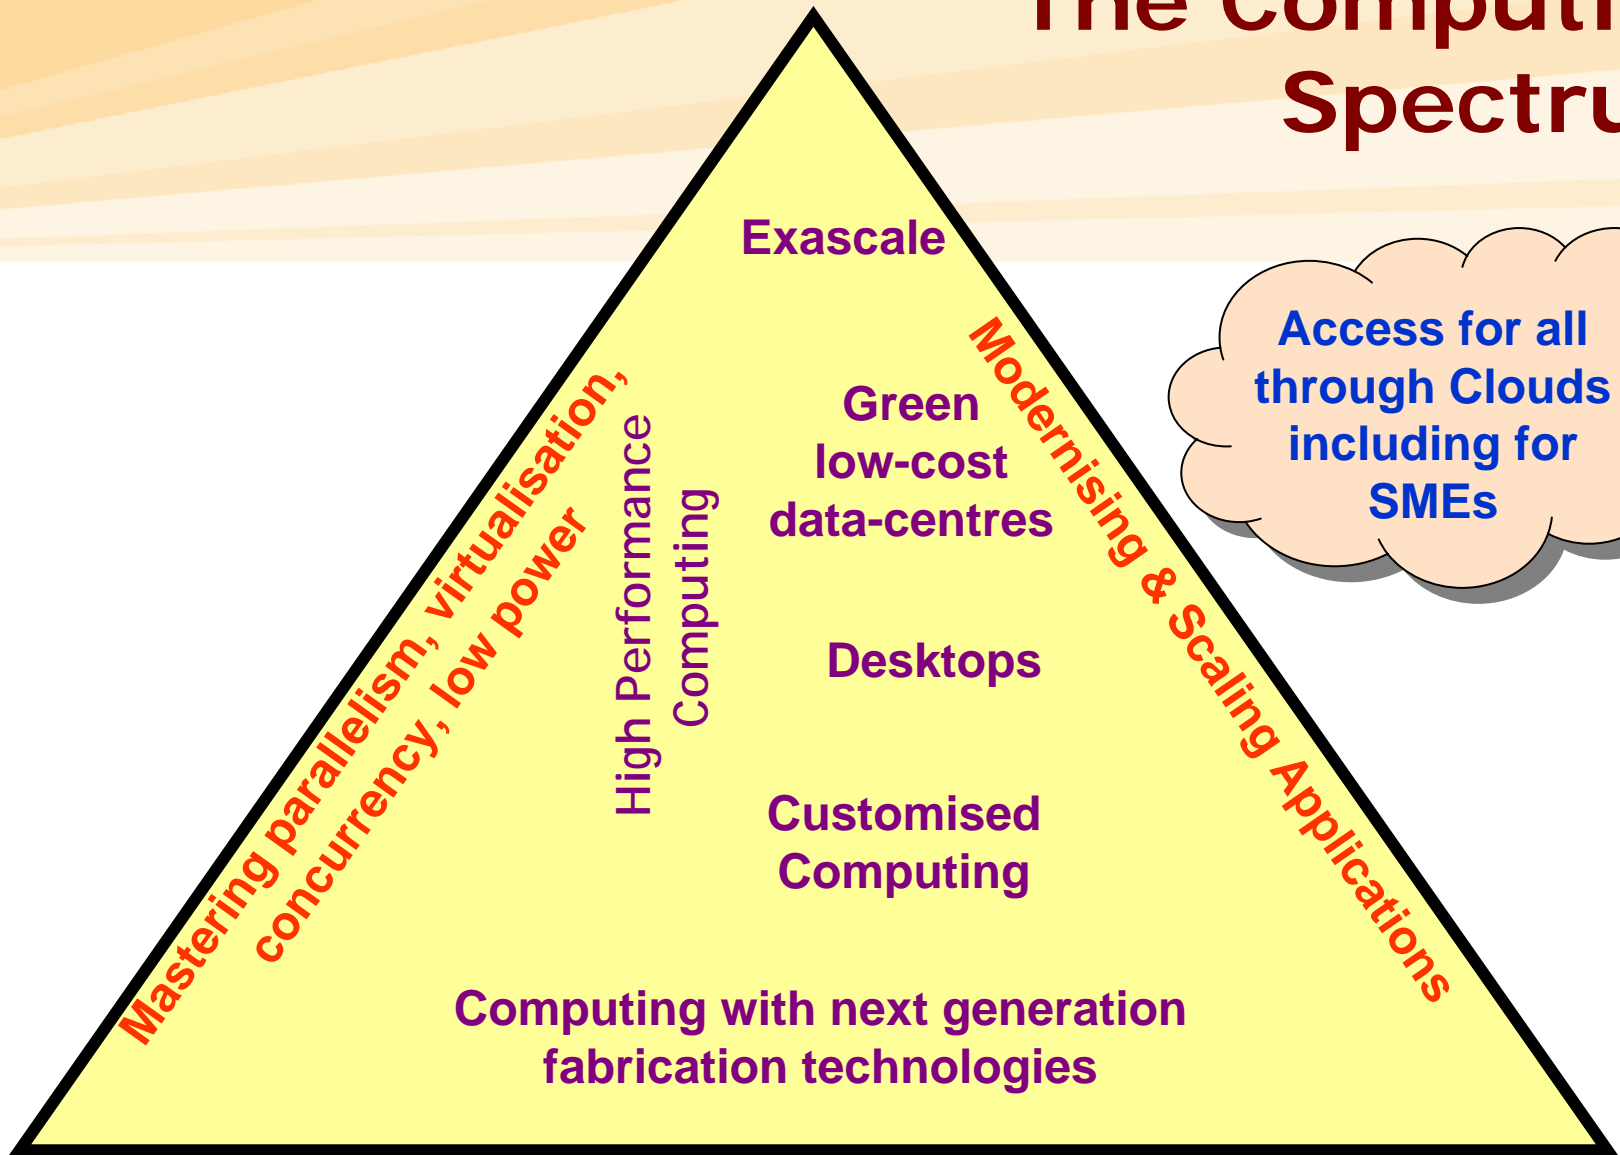 The Computi
Spectru
Exascale
Access for all
through Clouds
including for
SMEs
Green
low-cost
data-centres
Mastering parallelism, virtualisation,
concurrency, low power
High Performance
Computing
Modernising & Scaling Applications
Desktops
Customised
Computing
Computing with next generation
fabrication technologies